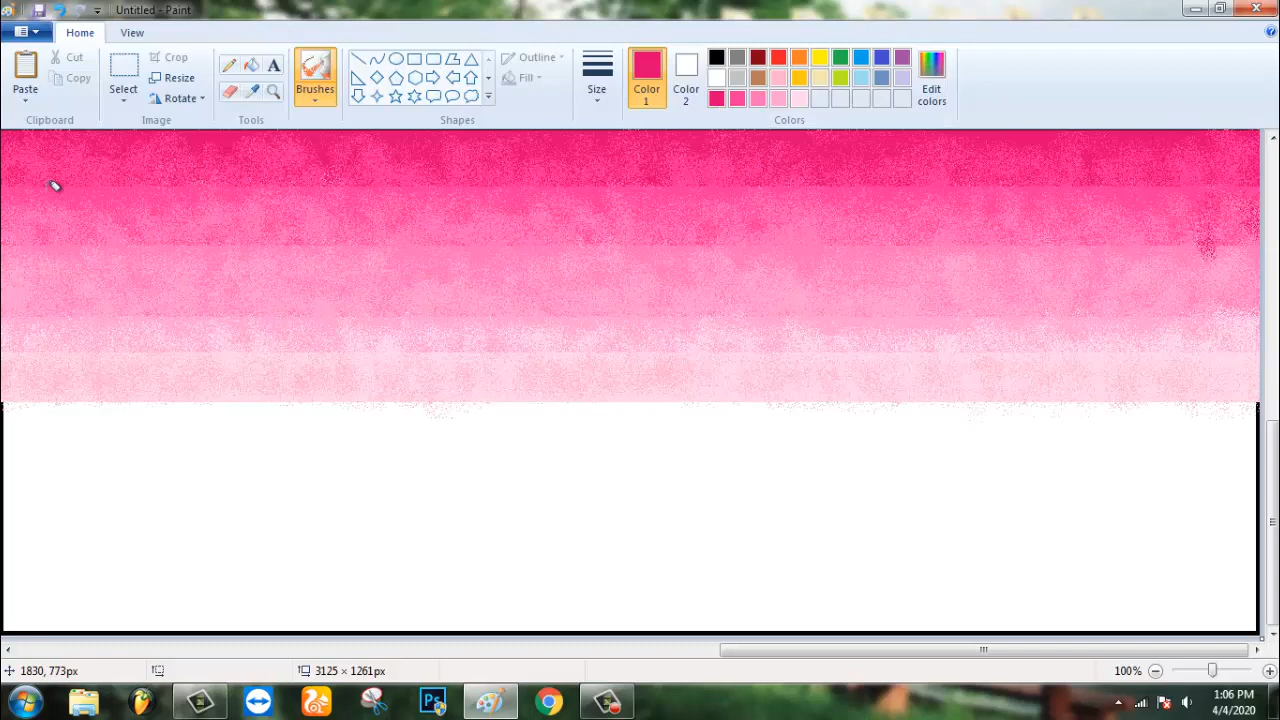 Untitled - Paint
Home View
Paste
Cut
Copy
Clipboard
Select
Crop
Resize
Rotate
Image
A
Tools
Brushes
Outline
Fill
Shapes
Size
Color 1
Color 2
Edit colors
Colors
1830, 773px
3125 × 1261px
100%
Ps
1:06 PM
4/4/2020